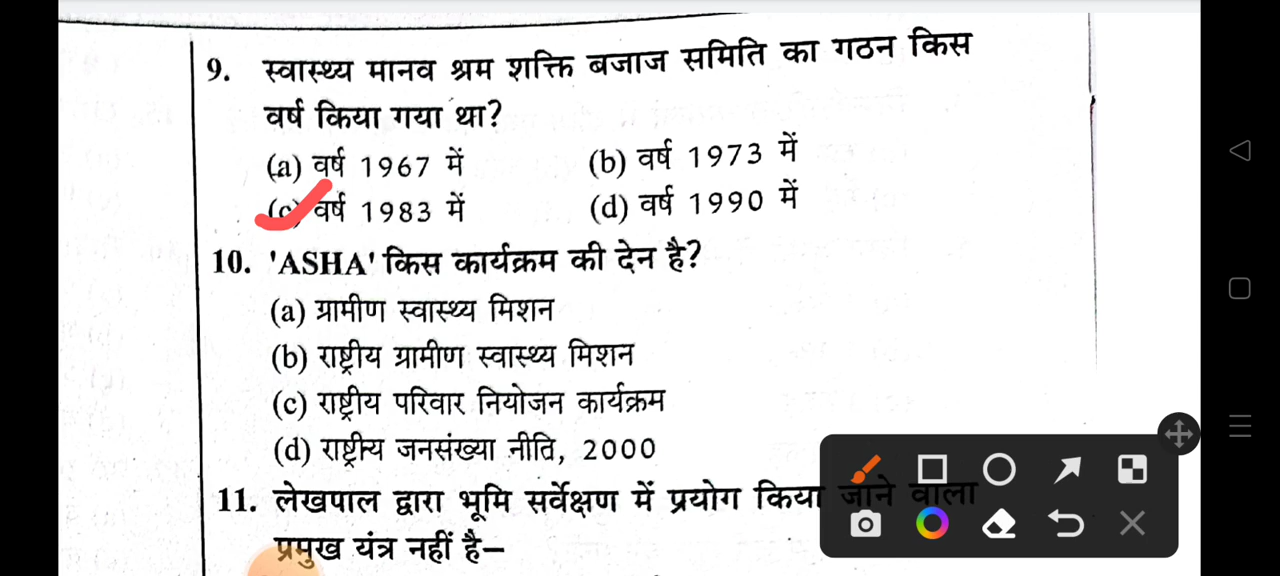 9. स्वास्थ्य मानव श्रम शक्ति बजाज समिति का गठन किस
वर्ष किया गया था?
(a) वर्ष 1967 में (b) वर्ष 1973 में
(c) वर्ष 1983 में (d) वर्ष 1990 में
10. 'ASHA' किस कार्यक्रम की देन है?
(a) ग्रामीण स्वास्थ्य मिशन
(b) राष्ट्रीय ग्रामीण स्वास्थ्य मिशन
(c) राष्ट्रीय परिवार नियोजन कार्यक्रम
(d) राष्ट्रीय जनसंख्या नीति, 2000
11. लेखपाल द्वारा भूमि सर्वेक्षण में प्रयोग किया जाने वाला
प्रमुख यंत्र नहीं है–